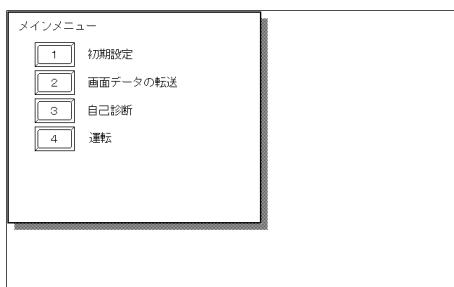 メインメニュー
1 初期設定
2 画面データの転送
3 自己診断
4 運転